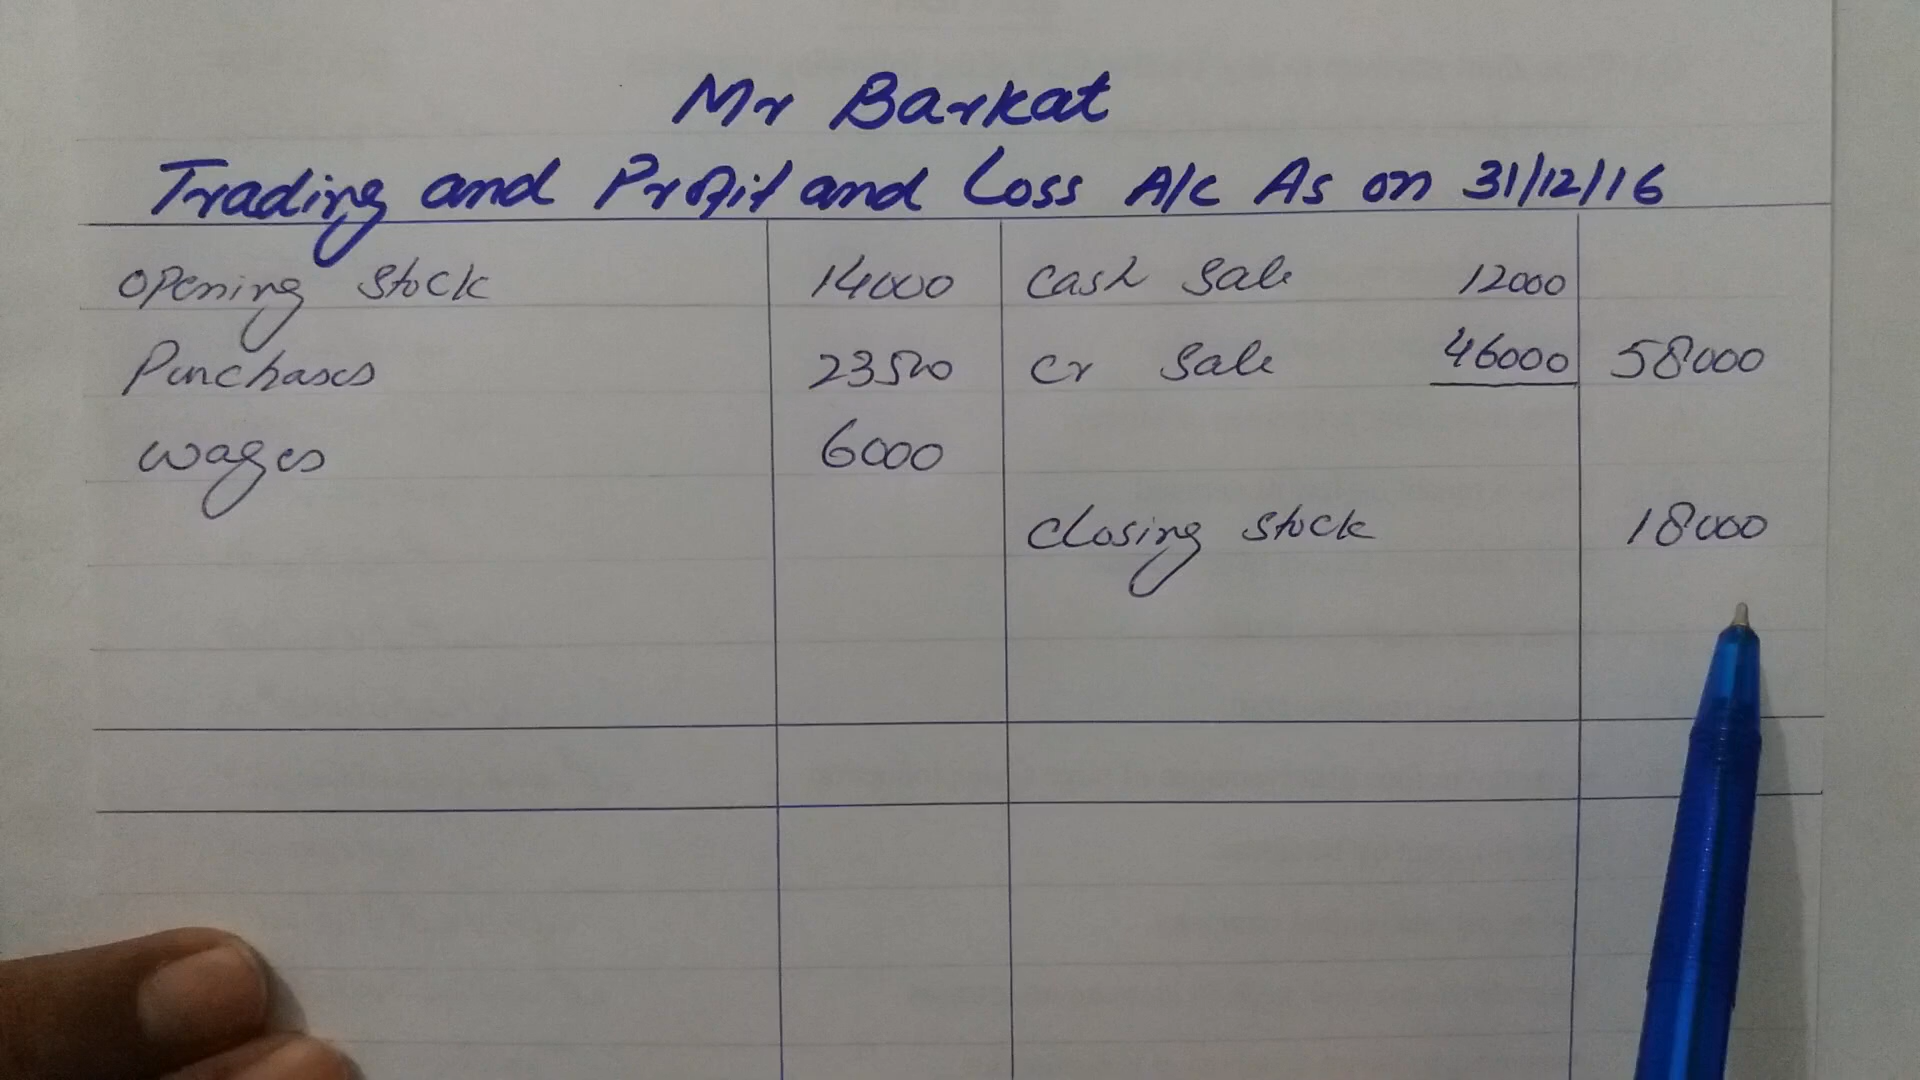 Mr Barkat
Trading and Profit and Loss A/c As on 31/12/16
Opening Stock 14000 Cash Sale 12000
Purchases 23500 Cr Sale 46000 58000
Wages 6000
Closing Stock 18000